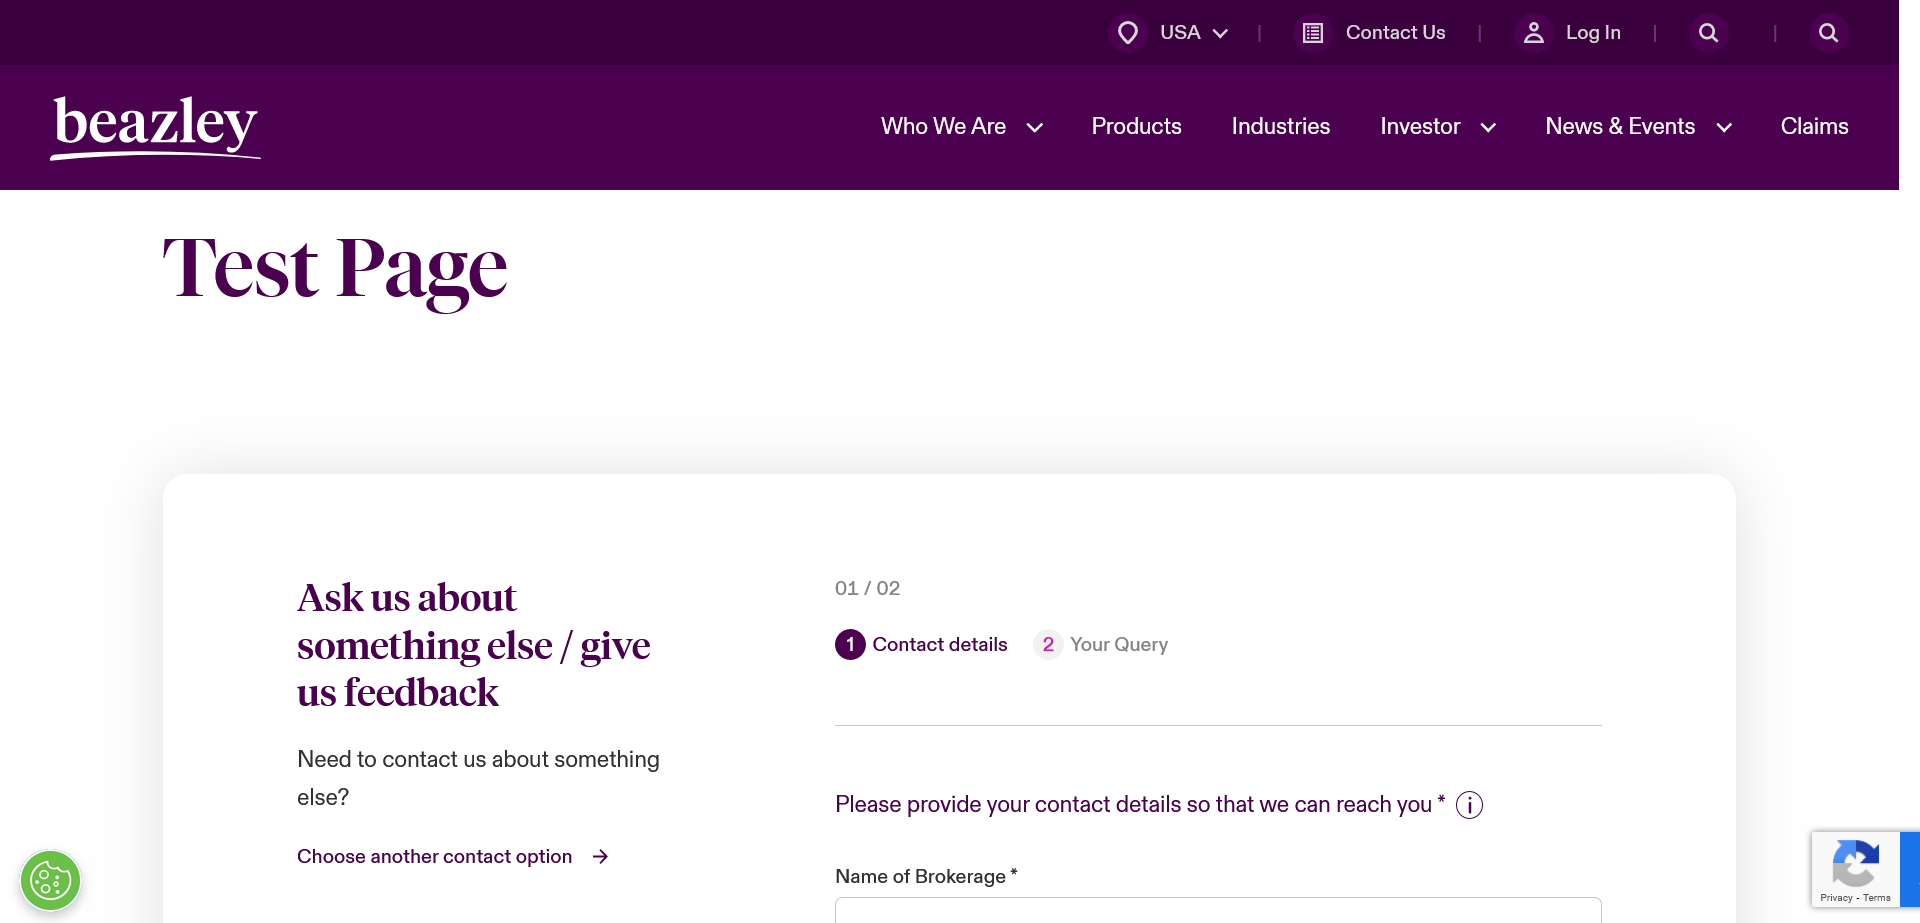 USA | Contact Us | Log In | |
beazley
Who We Are Products Industries Investor News & Events Claims
Test Page
Ask us about
something else / give
us feedback
Need to contact us about something
else?
Choose another contact option
01 / 02
1 Contact details 2 Your Query
Please provide your contact details so that we can reach you * i
Name of Brokerage *
Privacy - Terms